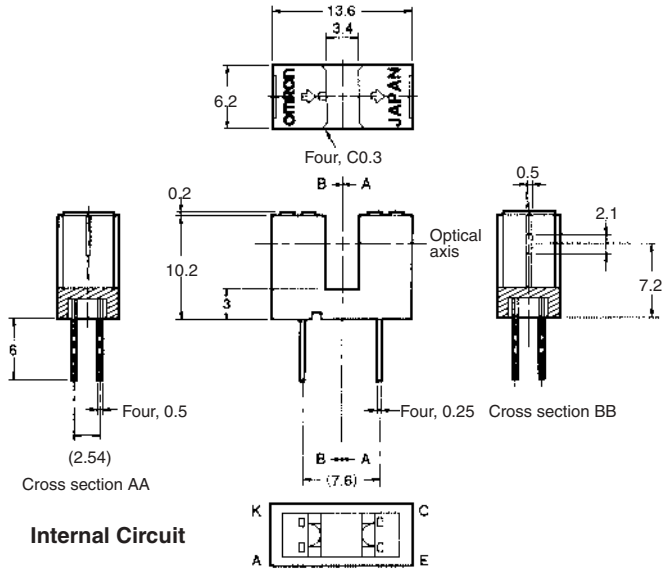 13.6
3.4
6.2
OMRON
JAPAN
Four, C0.3
B A
0.2
0.5
2.1
Optical
axis
10.2
3
7.2
6
Four, 0.5
Four, 0.25
Cross section BB
(2.54)
B A
(7.6)
Cross section AA
K
C
Internal Circuit
A
E